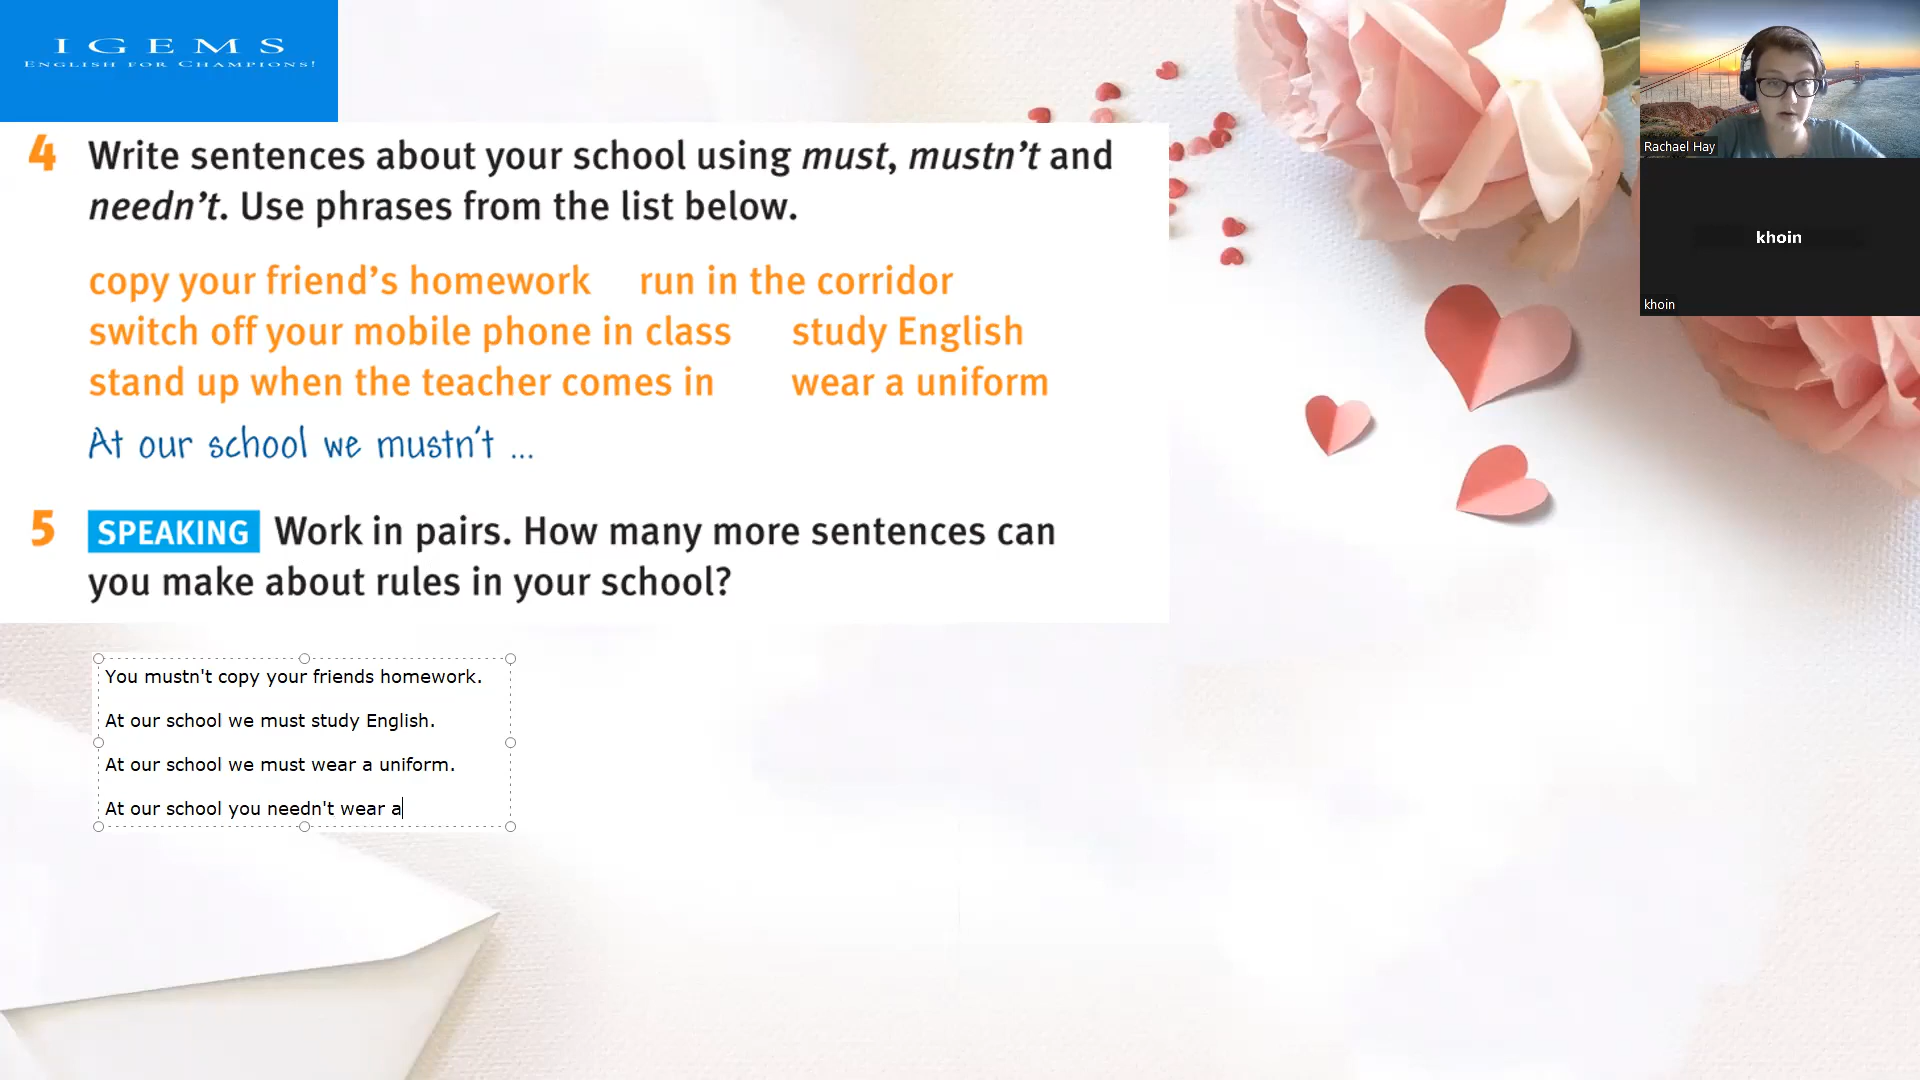 IGEMS
ENGLISH FOR CHAMPIONS!
4 Write sentences about your school using must, mustn't and
needn't. Use phrases from the list below.
copy your friend's homework run in the corridor
switch off your mobile phone in class study English
stand up when the teacher comes in wear a uniform
At our school we mustn't ...
5 SPEAKING Work in pairs. How many more sentences can
you make about rules in your school?
You mustn't copy your friends homework.
At our school we must study English.
At our school we must wear a uniform.
At our school you needn't wear a
Rachael Hay
khoin
khoin